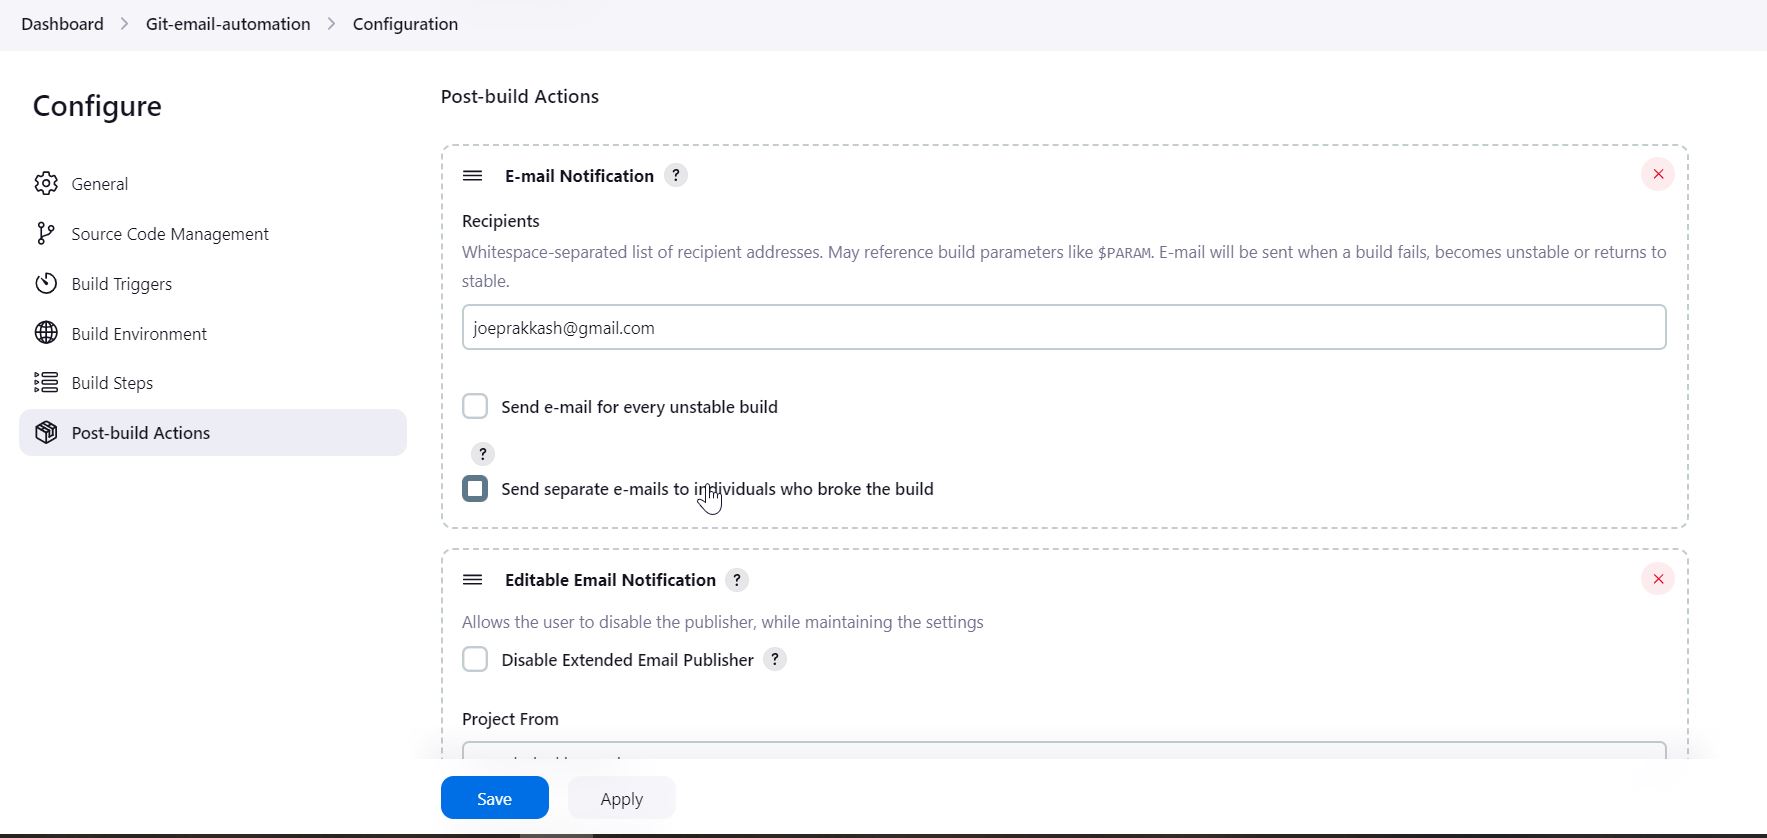 Dashboard > Git-email-automation > Configuration
Configure
General
Source Code Management
Build Triggers
Build Environment
Build Steps
Post-build Actions
Post-build Actions
E-mail Notification ?
Recipients
Whitespace-separated list of recipient addresses. May reference build parameters like $PARAM. E-mail will be sent when a build fails, becomes unstable or returns to
stable.
joeprakkash@gmail.com
Send e-mail for every unstable build
?
Send separate e-mails to individuals who broke the build
Editable Email Notification ?
Allows the user to disable the publisher, while maintaining the settings
Disable Extended Email Publisher ?
Project From
Save
Apply